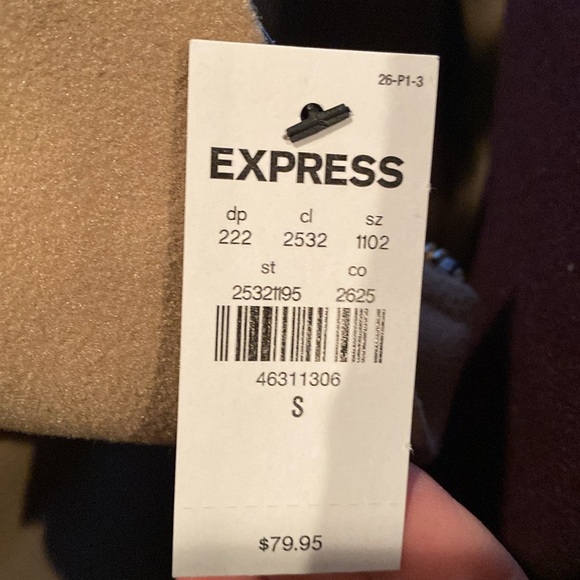 26-P1-3
EXPRESS
dp cl sz
222 2532 1102
st co
25321195 2625
46311306
S
$79.95